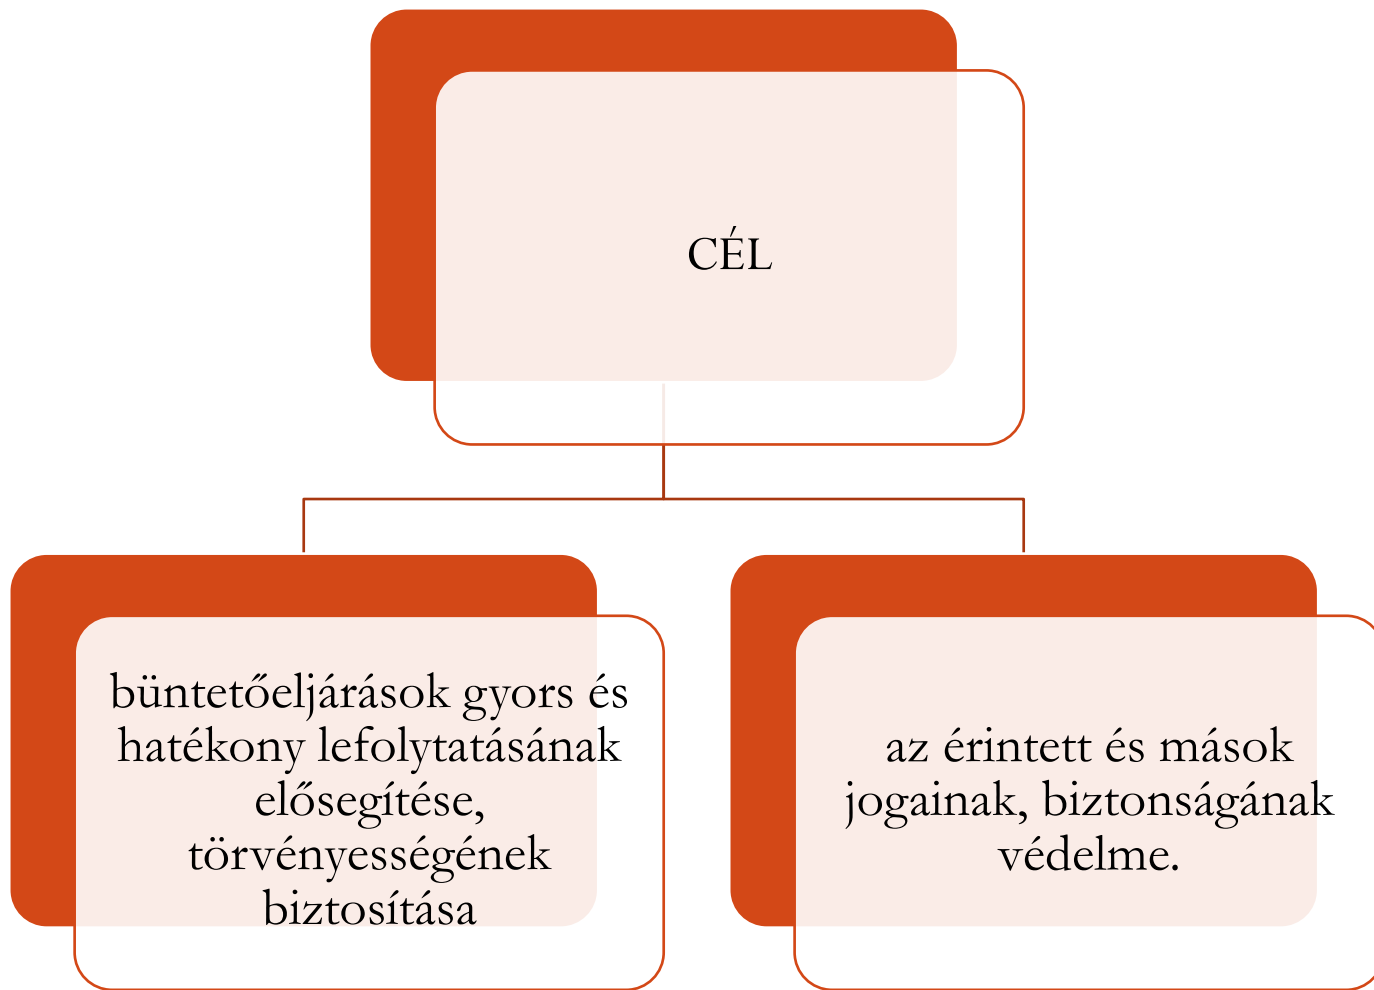 CÉL
büntetőeljárások gyors és
hatékony lefolytatásának
elősegítése,
törvényességének
biztosítása
az érintett és mások
jogainak, biztonságának
védelme.